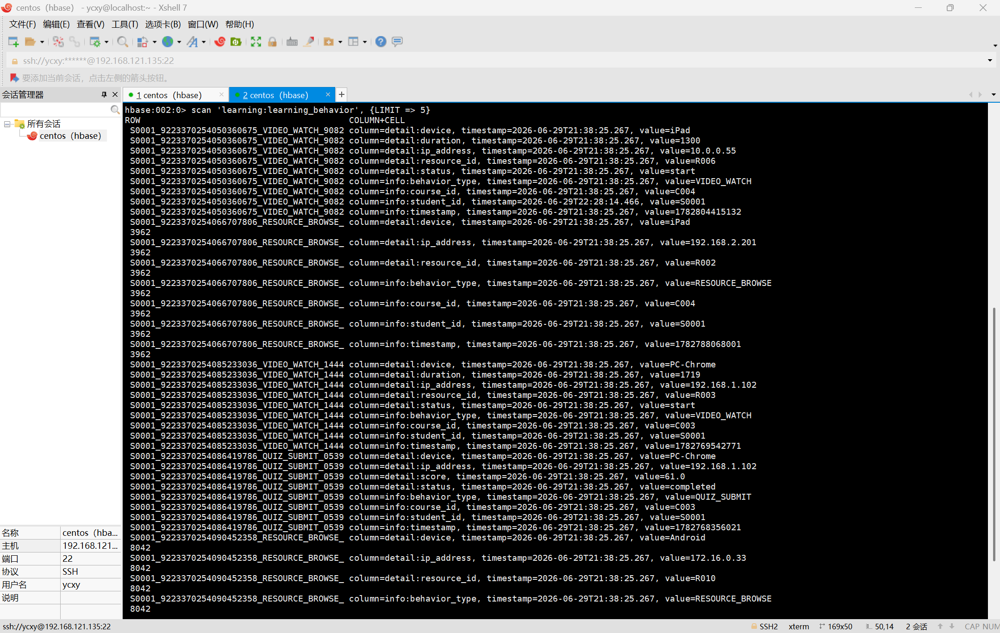 centos（hbase） - ycxy@localhost:~ - Xshell 7
文件(F) 编辑(E) 查看(V) 工具(T) 选项卡(B) 窗口(W) 帮助(H)
ssh://ycxy:******@192.168.121.135:22
要添加当前会话，点击左侧的箭头按钮。
会话管理器
1 centos（hbase）
2 centos（hbase）
所有会话
centos（hbase）
hbase:002:0> scan 'learning:learning_behavior', {LIMIT => 5}
ROW COLUMN+CELL
S0001_9223370254050360675_VIDEO_WATCH_9082 column=detail:device, timestamp=2026-06-29T21:38:25.267, value=iPad
S0001_9223370254050360675_VIDEO_WATCH_9082 column=detail:duration, timestamp=2026-06-29T21:38:25.267, value=1300
S0001_9223370254050360675_VIDEO_WATCH_9082 column=detail:ip_address, timestamp=2026-06-29T21:38:25.267, value=10.0.0.55
S0001_9223370254050360675_VIDEO_WATCH_9082 column=detail:resource_id, timestamp=2026-06-29T21:38:25.267, value=R006
S0001_9223370254050360675_VIDEO_WATCH_9082 column=detail:status, timestamp=2026-06-29T21:38:25.267, value=start
S0001_9223370254050360675_VIDEO_WATCH_9082 column=info:behavior_type, timestamp=2026-06-29T21:38:25.267, value=VIDEO_WATCH
S0001_9223370254050360675_VIDEO_WATCH_9082 column=info:course_id, timestamp=2026-06-29T21:38:25.267, value=C004
S0001_9223370254050360675_VIDEO_WATCH_9082 column=info:student_id, timestamp=2026-06-29T22:28:14.466, value=S0001
S0001_9223370254050360675_VIDEO_WATCH_9082 column=info:timestamp, timestamp=2026-06-29T21:38:25.267, value=1782804415132
S0001_9223370254066707806_RESOURCE_BROWSE_ column=detail:device, timestamp=2026-06-29T21:38:25.267, value=iPad
3962
S0001_9223370254066707806_RESOURCE_BROWSE_ column=detail:ip_address, timestamp=2026-06-29T21:38:25.267, value=192.168.2.201
3962
S0001_9223370254066707806_RESOURCE_BROWSE_ column=detail:resource_id, timestamp=2026-06-29T21:38:25.267, value=R002
3962
S0001_9223370254066707806_RESOURCE_BROWSE_ column=info:behavior_type, timestamp=2026-06-29T21:38:25.267, value=RESOURCE_BROWSE
3962
S0001_9223370254066707806_RESOURCE_BROWSE_ column=info:course_id, timestamp=2026-06-29T21:38:25.267, value=C004
3962
S0001_9223370254066707806_RESOURCE_BROWSE_ column=info:student_id, timestamp=2026-06-29T21:38:25.267, value=S0001
3962
S0001_9223370254066707806_RESOURCE_BROWSE_ column=info:timestamp, timestamp=2026-06-29T21:38:25.267, value=1782788068001
3962
S0001_9223370254085233036_VIDEO_WATCH_1444 column=detail:device, timestamp=2026-06-29T21:38:25.267, value=PC-Chrome
S0001_9223370254085233036_VIDEO_WATCH_1444 column=detail:duration, timestamp=2026-06-29T21:38:25.267, value=1719
S0001_9223370254085233036_VIDEO_WATCH_1444 column=detail:ip_address, timestamp=2026-06-29T21:38:25.267, value=192.168.1.102
S0001_9223370254085233036_VIDEO_WATCH_1444 column=detail:resource_id, timestamp=2026-06-29T21:38:25.267, value=R003
S0001_9223370254085233036_VIDEO_WATCH_1444 column=detail:status, timestamp=2026-06-29T21:38:25.267, value=start
S0001_9223370254085233036_VIDEO_WATCH_1444 column=info:behavior_type, timestamp=2026-06-29T21:38:25.267, value=VIDEO_WATCH
S0001_9223370254085233036_VIDEO_WATCH_1444 column=info:course_id, timestamp=2026-06-29T21:38:25.267, value=C003
S0001_9223370254085233036_VIDEO_WATCH_1444 column=info:student_id, timestamp=2026-06-29T21:38:25.267, value=S0001
S0001_9223370254085233036_VIDEO_WATCH_1444 column=info:timestamp, timestamp=2026-06-29T21:38:25.267, value=1782769542771
S0001_9223370254086419786_QUIZ_SUBMIT_0539 column=detail:device, timestamp=2026-06-29T21:38:25.267, value=PC-Chrome
S0001_9223370254086419786_QUIZ_SUBMIT_0539 column=detail:ip_address, timestamp=2026-06-29T21:38:25.267, value=192.168.1.102
S0001_9223370254086419786_QUIZ_SUBMIT_0539 column=detail:score, timestamp=2026-06-29T21:38:25.267, value=61.0
S0001_9223370254086419786_QUIZ_SUBMIT_0539 column=detail:status, timestamp=2026-06-29T21:38:25.267, value=completed
S0001_9223370254086419786_QUIZ_SUBMIT_0539 column=info:behavior_type, timestamp=2026-06-29T21:38:25.267, value=QUIZ_SUBMIT
S0001_9223370254086419786_QUIZ_SUBMIT_0539 column=info:course_id, timestamp=2026-06-29T21:38:25.267, value=C003
S0001_9223370254086419786_QUIZ_SUBMIT_0539 column=info:student_id, timestamp=2026-06-29T21:38:25.267, value=S0001
S0001_9223370254086419786_QUIZ_SUBMIT_0539 column=info:timestamp, timestamp=2026-06-29T21:38:25.267, value=1782768356021
S0001_9223370254090452358_RESOURCE_BROWSE_ column=detail:device, timestamp=2026-06-29T21:38:25.267, value=Android
8042
S0001_9223370254090452358_RESOURCE_BROWSE_ column=detail:ip_address, timestamp=2026-06-29T21:38:25.267, value=172.16.0.33
8042
S0001_9223370254090452358_RESOURCE_BROWSE_ column=detail:resource_id, timestamp=2026-06-29T21:38:25.267, value=R010
8042
S0001_9223370254090452358_RESOURCE_BROWSE_ column=info:behavior_type, timestamp=2026-06-29T21:38:25.267, value=RESOURCE_BROWSE
8042
名称 centos（hba...
主机 192.168.121...
端口 22
协议 SSH
用户名 ycxy
说明
ssh://ycxy@192.168.121.135:22 SSH2 xterm 169x50 50,14 2 会话 CAP NUM